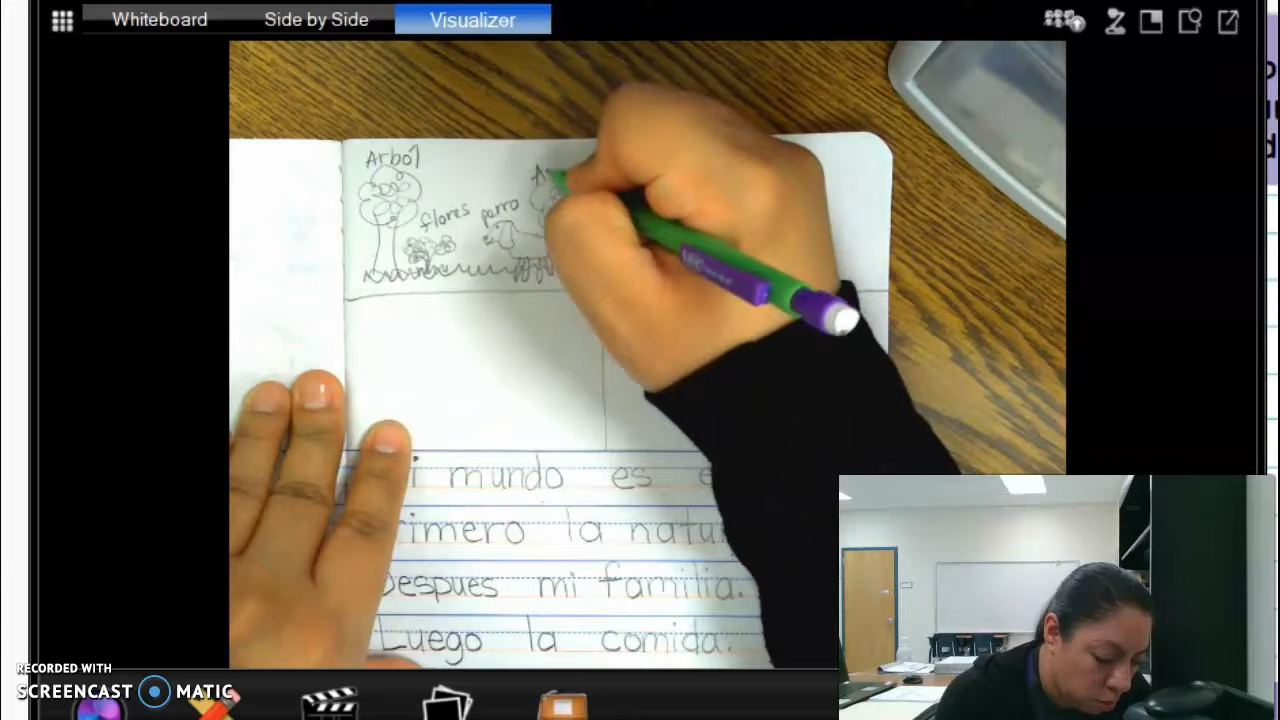 Whiteboard Side by Side Visualizer
Arbol
flores
perro
mundo es
rimero la natu
Despues mi familia.
Luego la comida.
RECORDED WITH
SCREENCAST MATIC